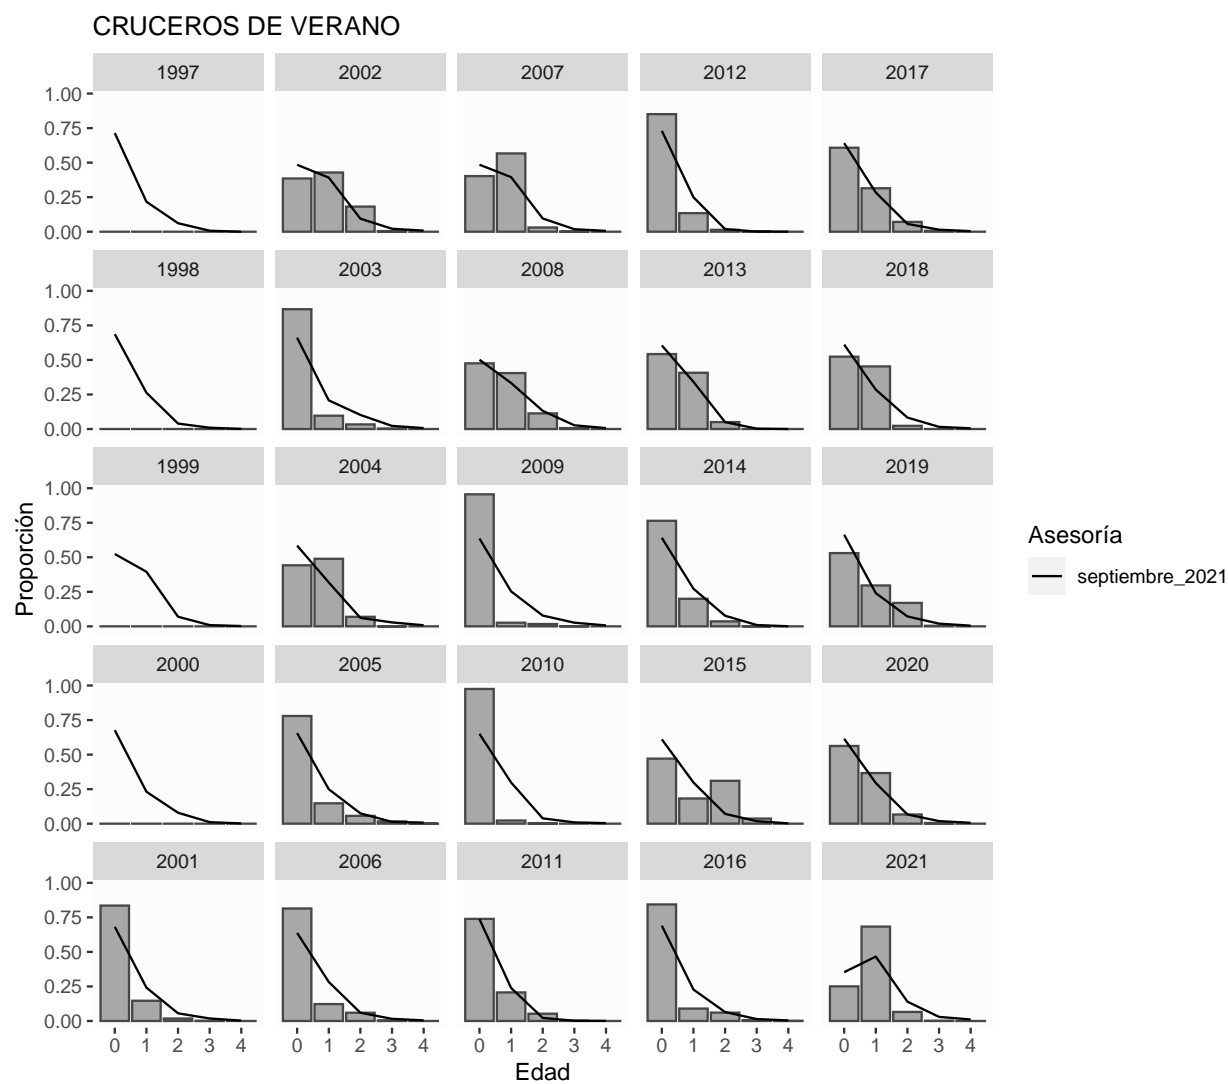 CRUCEROS DE VERANO
1997 2002 2007 2012 2017
1.00
0.75
0.50
0.25
0.00
1998 2003 2008 2013 2018
1.00
0.75
0.50
0.25
0.00
1999 2004 2009 2014 2019
1.00
0.75
0.50
0.25
0.00
2000 2005 2010 2015 2020
1.00
0.75
0.50
0.25
0.00
2001 2006 2011 2016 2021
1.00
0.75
0.50
0.25
0.00
0 1 2 3 4 0 1 2 3 4 0 1 2 3 4 0 1 2 3 4 0 1 2 3 4
Edad
Proporción
Asesoría
septiembre_2021